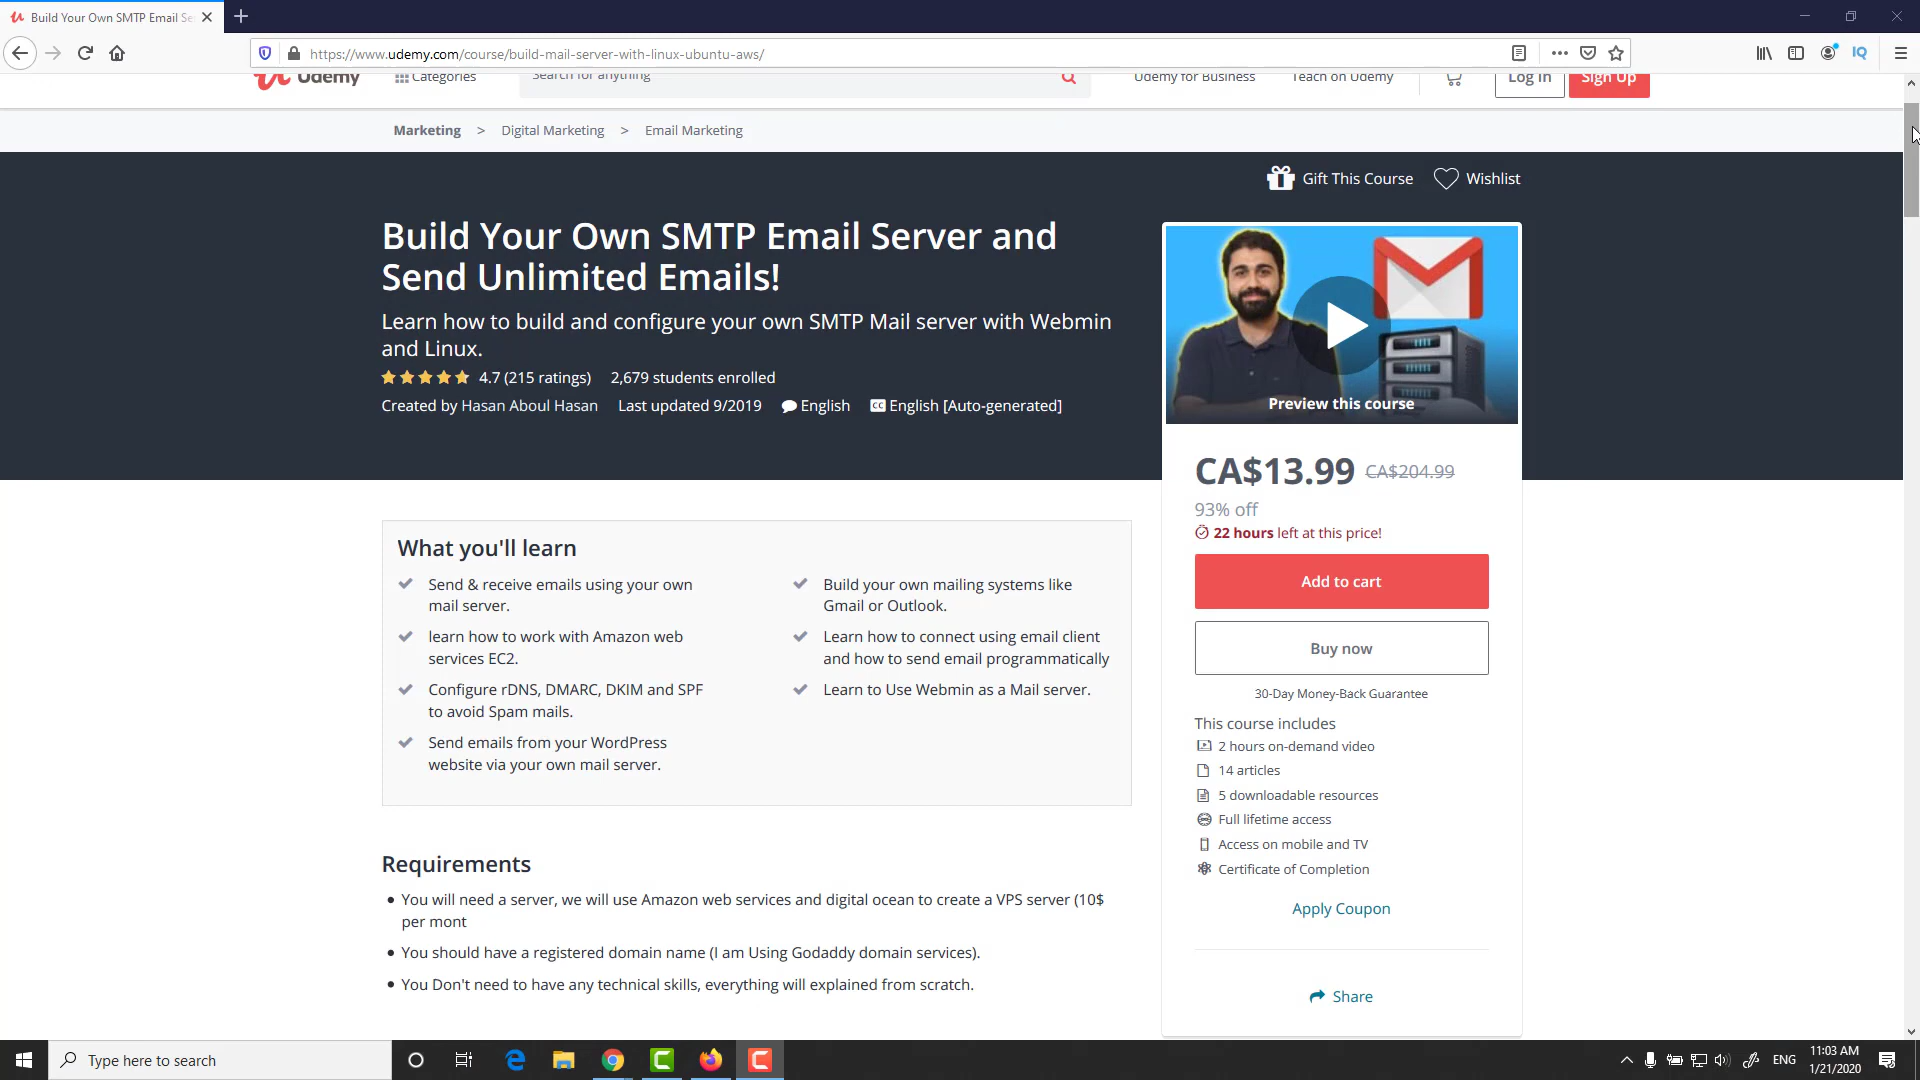 Build Your Own SMTP Email Se
https://www.udemy.com/course/build-mail-server-with-linux-ubuntu-aws/
IQ
Udemy
Categories
Search for anything
Udemy for Business
Teach on Udemy
Log In
Sign Up
Marketing > Digital Marketing > Email Marketing
Gift This Course
Wishlist
Build Your Own SMTP Email Server and
Send Unlimited Emails!
Learn how to build and configure your own SMTP Mail server with Webmin
and Linux.
4.7 (215 ratings) 2,679 students enrolled
Created by Hasan Aboul Hasan Last updated 9/2019 English CC English [Auto-generated]
Preview this course
CA$13.99 CA$204.99
93% off
22 hours left at this price!
Add to cart
Buy now
30-Day Money-Back Guarantee
This course includes
2 hours on-demand video
14 articles
5 downloadable resources
Full lifetime access
Access on mobile and TV
Certificate of Completion
Apply Coupon
Share
What you'll learn
Send & receive emails using your own
mail server.
learn how to work with Amazon web
services EC2.
Configure rDNS, DMARC, DKIM and SPF
to avoid Spam mails.
Send emails from your WordPress
website via your own mail server.
Build your own mailing systems like
Gmail or Outlook.
Learn how to connect using email client
and how to send email programmatically
Learn to Use Webmin as a Mail server.
Requirements
• You will need a server, we will use Amazon web services and digital ocean to create a VPS server (10$
per mont
• You should have a registered domain name (I am Using Godaddy domain services).
• You Don't need to have any technical skills, everything will explained from scratch.
Type here to search
ENG
11:03 AM
1/21/2020